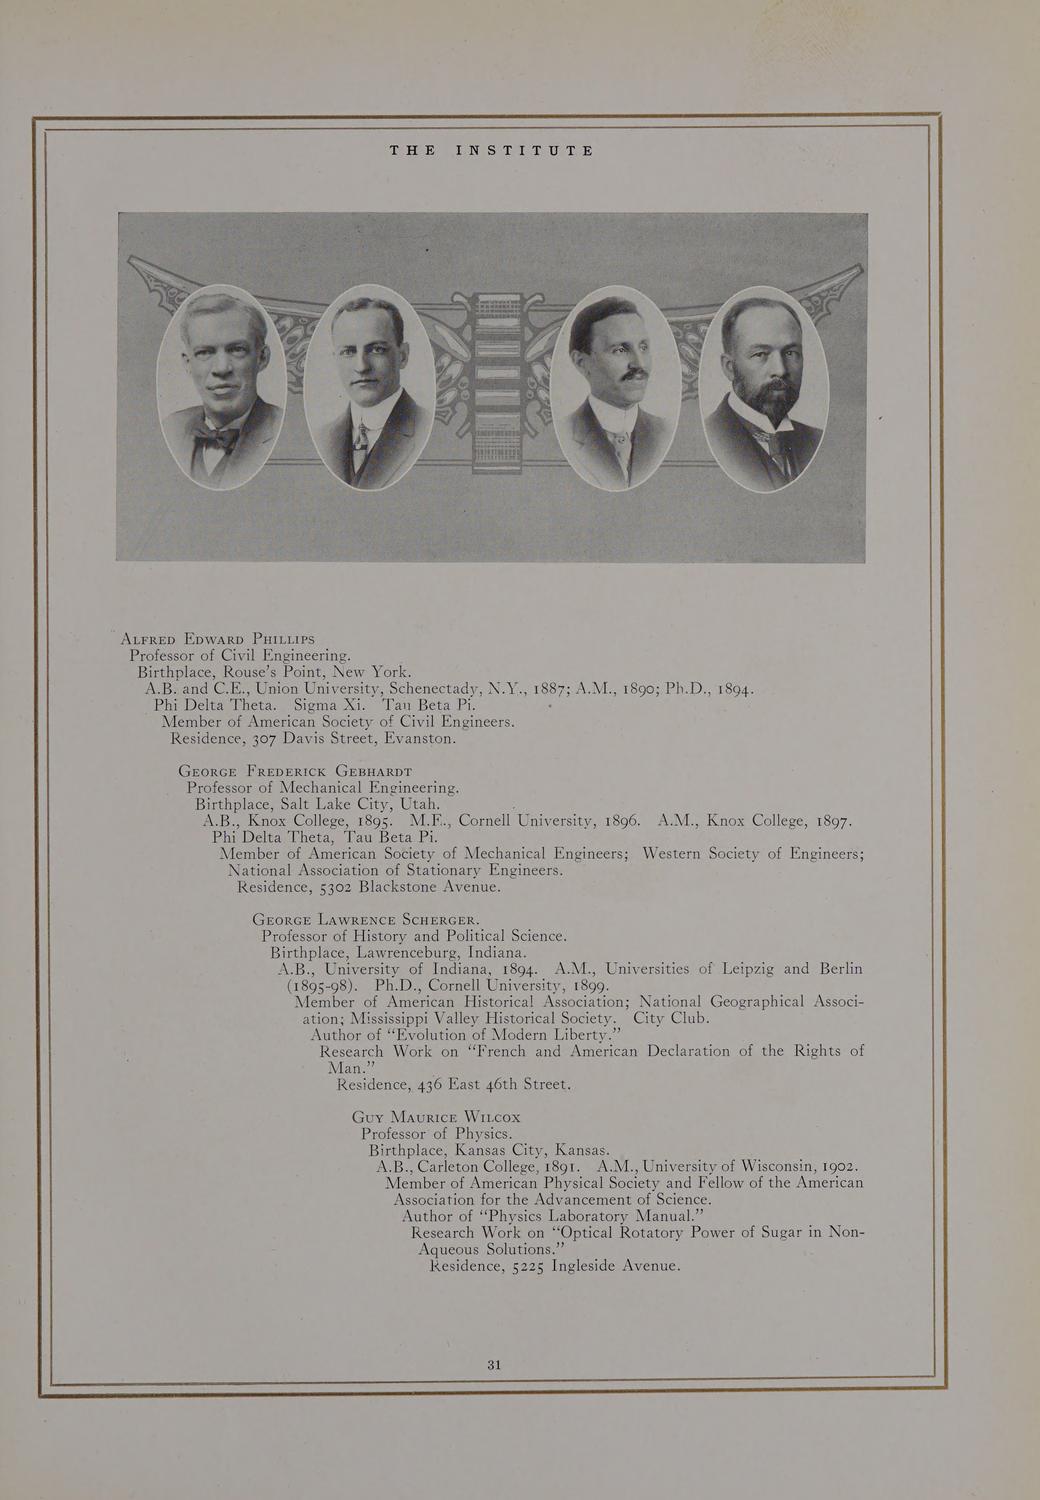 THE INSTITUTE
Alfred Edward Phillips
Professor of Civil Engineering.
Birthplace, Rouse's Point, New York.
A.B. and C.E., Union University, Schenectady, N.Y., 1887; A.M., 1890; Ph.D., 1894.
Phi Delta Theta. Sigma Xi. Tau Beta Pi.
Member of American Society of Civil Engineers.
Residence, 307 Davis Street, Evanston.
George Frederick Gebhardt
Professor of Mechanical Engineering.
Birthplace, Salt Lake City, Utah.
A.B., Knox College, 1895. M.E., Cornell University, 1896. A.M., Knox College, 1897.
Phi Delta Theta, Tau Beta Pi.
Member of American Society of Mechanical Engineers; Western Society of Engineers;
National Association of Stationary Engineers.
Residence, 5302 Blackstone Avenue.
George Lawrence Scherger.
Professor of History and Political Science.
Birthplace, Lawrenceburg, Indiana.
A.B., University of Indiana, 1894. A.M., Universities of Leipzig and Berlin
(1895-98). Ph.D., Cornell University, 1899.
Member of American Historical Association; National Geographical Associ-
ation; Mississippi Valley Historical Society. City Club.
Author of "Evolution of Modern Liberty."
Research Work on "French and American Declaration of the Rights of
Man."
Residence, 436 East 46th Street.
Guy Maurice Wilcox
Professor of Physics.
Birthplace, Kansas City, Kansas.
A.B., Carleton College, 1891. A.M., University of Wisconsin, 1902.
Member of American Physical Society and Fellow of the American
Association for the Advancement of Science.
Author of "Physics Laboratory Manual."
Research Work on "Optical Rotatory Power of Sugar in Non-
Aqueous Solutions."
Residence, 5225 Ingleside Avenue.
31